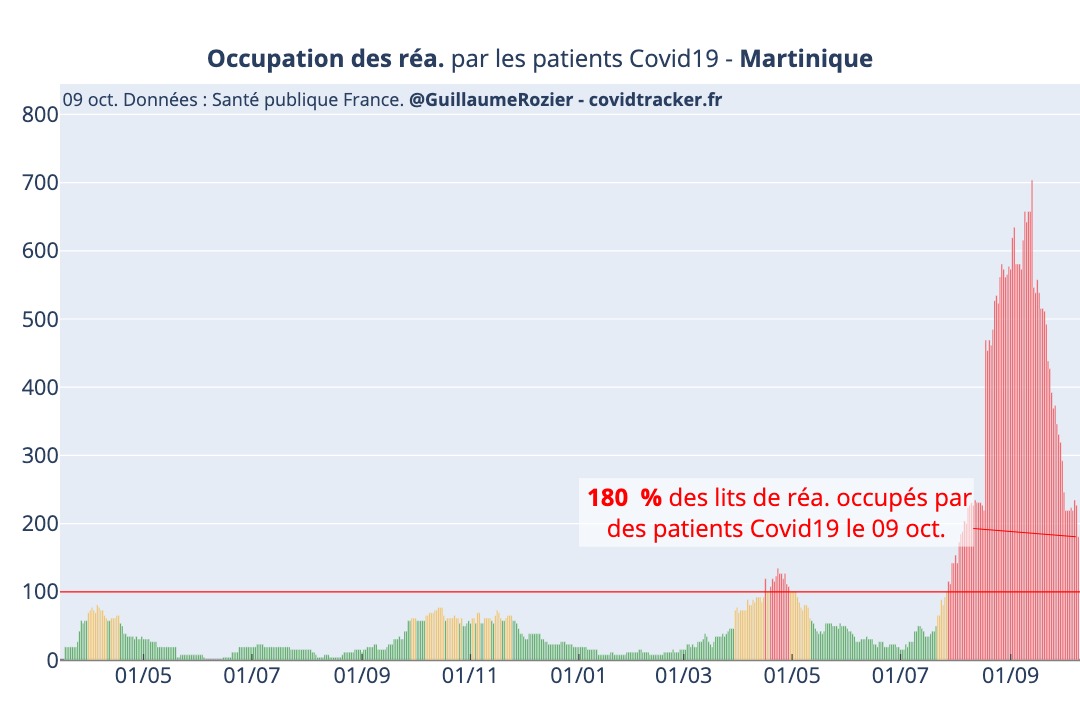 Occupation des réa. par les patients Covid19 - Martinique
09 oct. Données : Santé publique France. @GuillaumeRozier - covidtracker.fr
800
700
600
500
400
300
200
100
0
180 % des lits de réa. occupés par
des patients Covid19 le 09 oct.
01/05 01/07 01/09 01/11 01/01 01/03 01/05 01/07 01/09